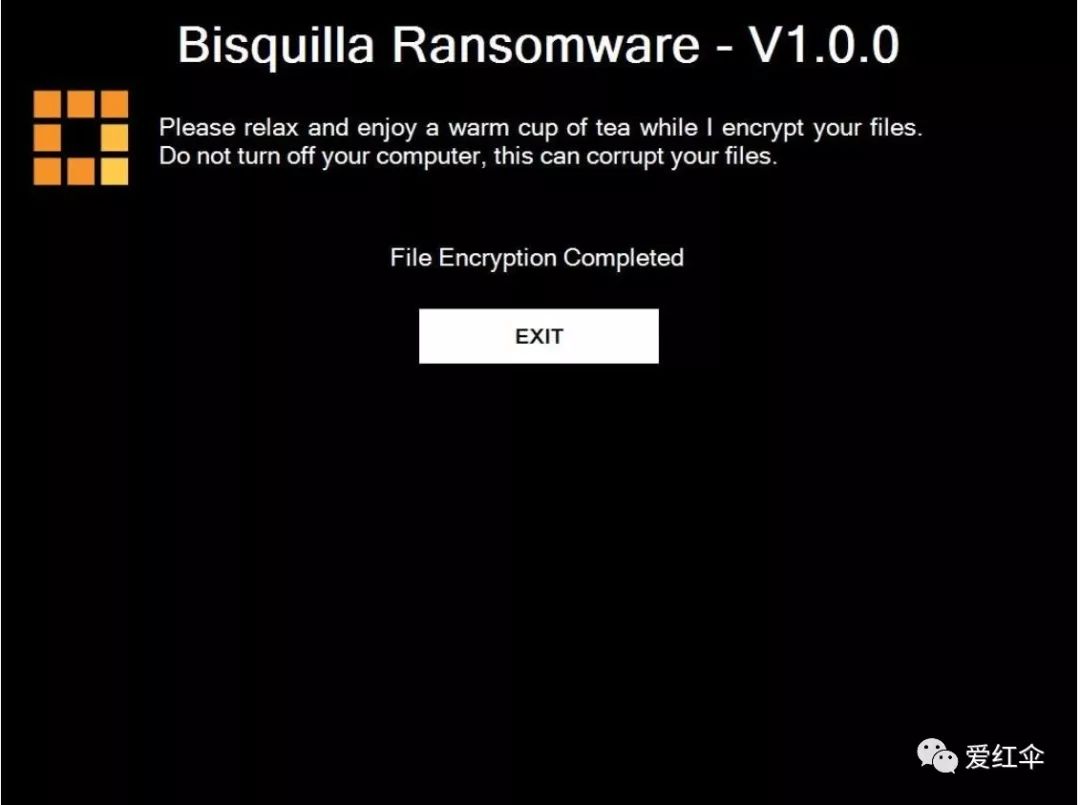 Bisquilla Ransomware - V1.0.0
Please relax and enjoy a warm cup of tea while I encrypt your files.
Do not turn off your computer, this can corrupt your files.
File Encryption Completed
EXIT
爱红伞